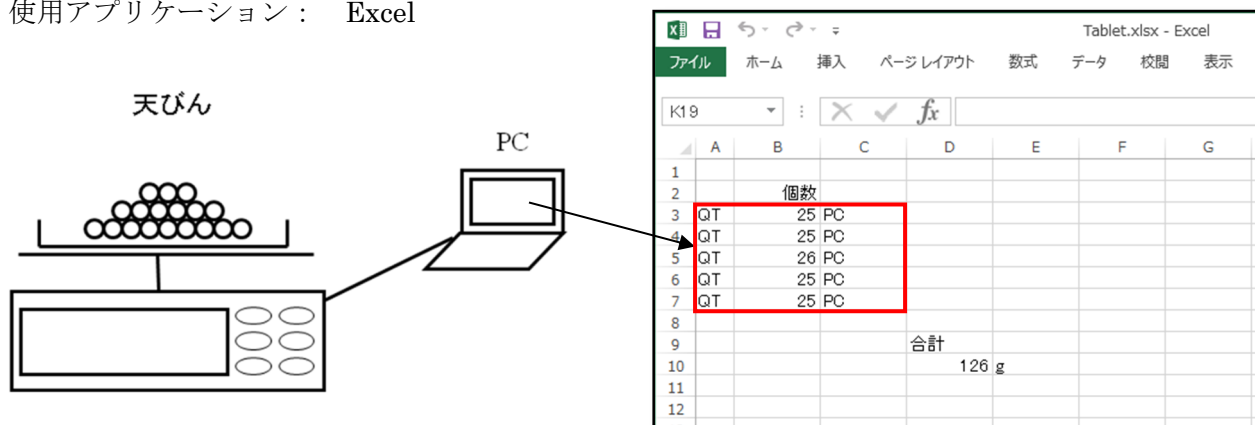 使用アプリケーション： Excel
天びん
PC
Tablet.xlsx - Excel
ファイル ホーム 挿入 ページ レイアウト 数式 データ 校閲 表示
K19 fx
A B C D E F G
1
2 個数
3 QT 25 PC
4 QT 25 PC
5 QT 26 PC
6 QT 25 PC
7 QT 25 PC
8
9 合計
10 126 g
11
12